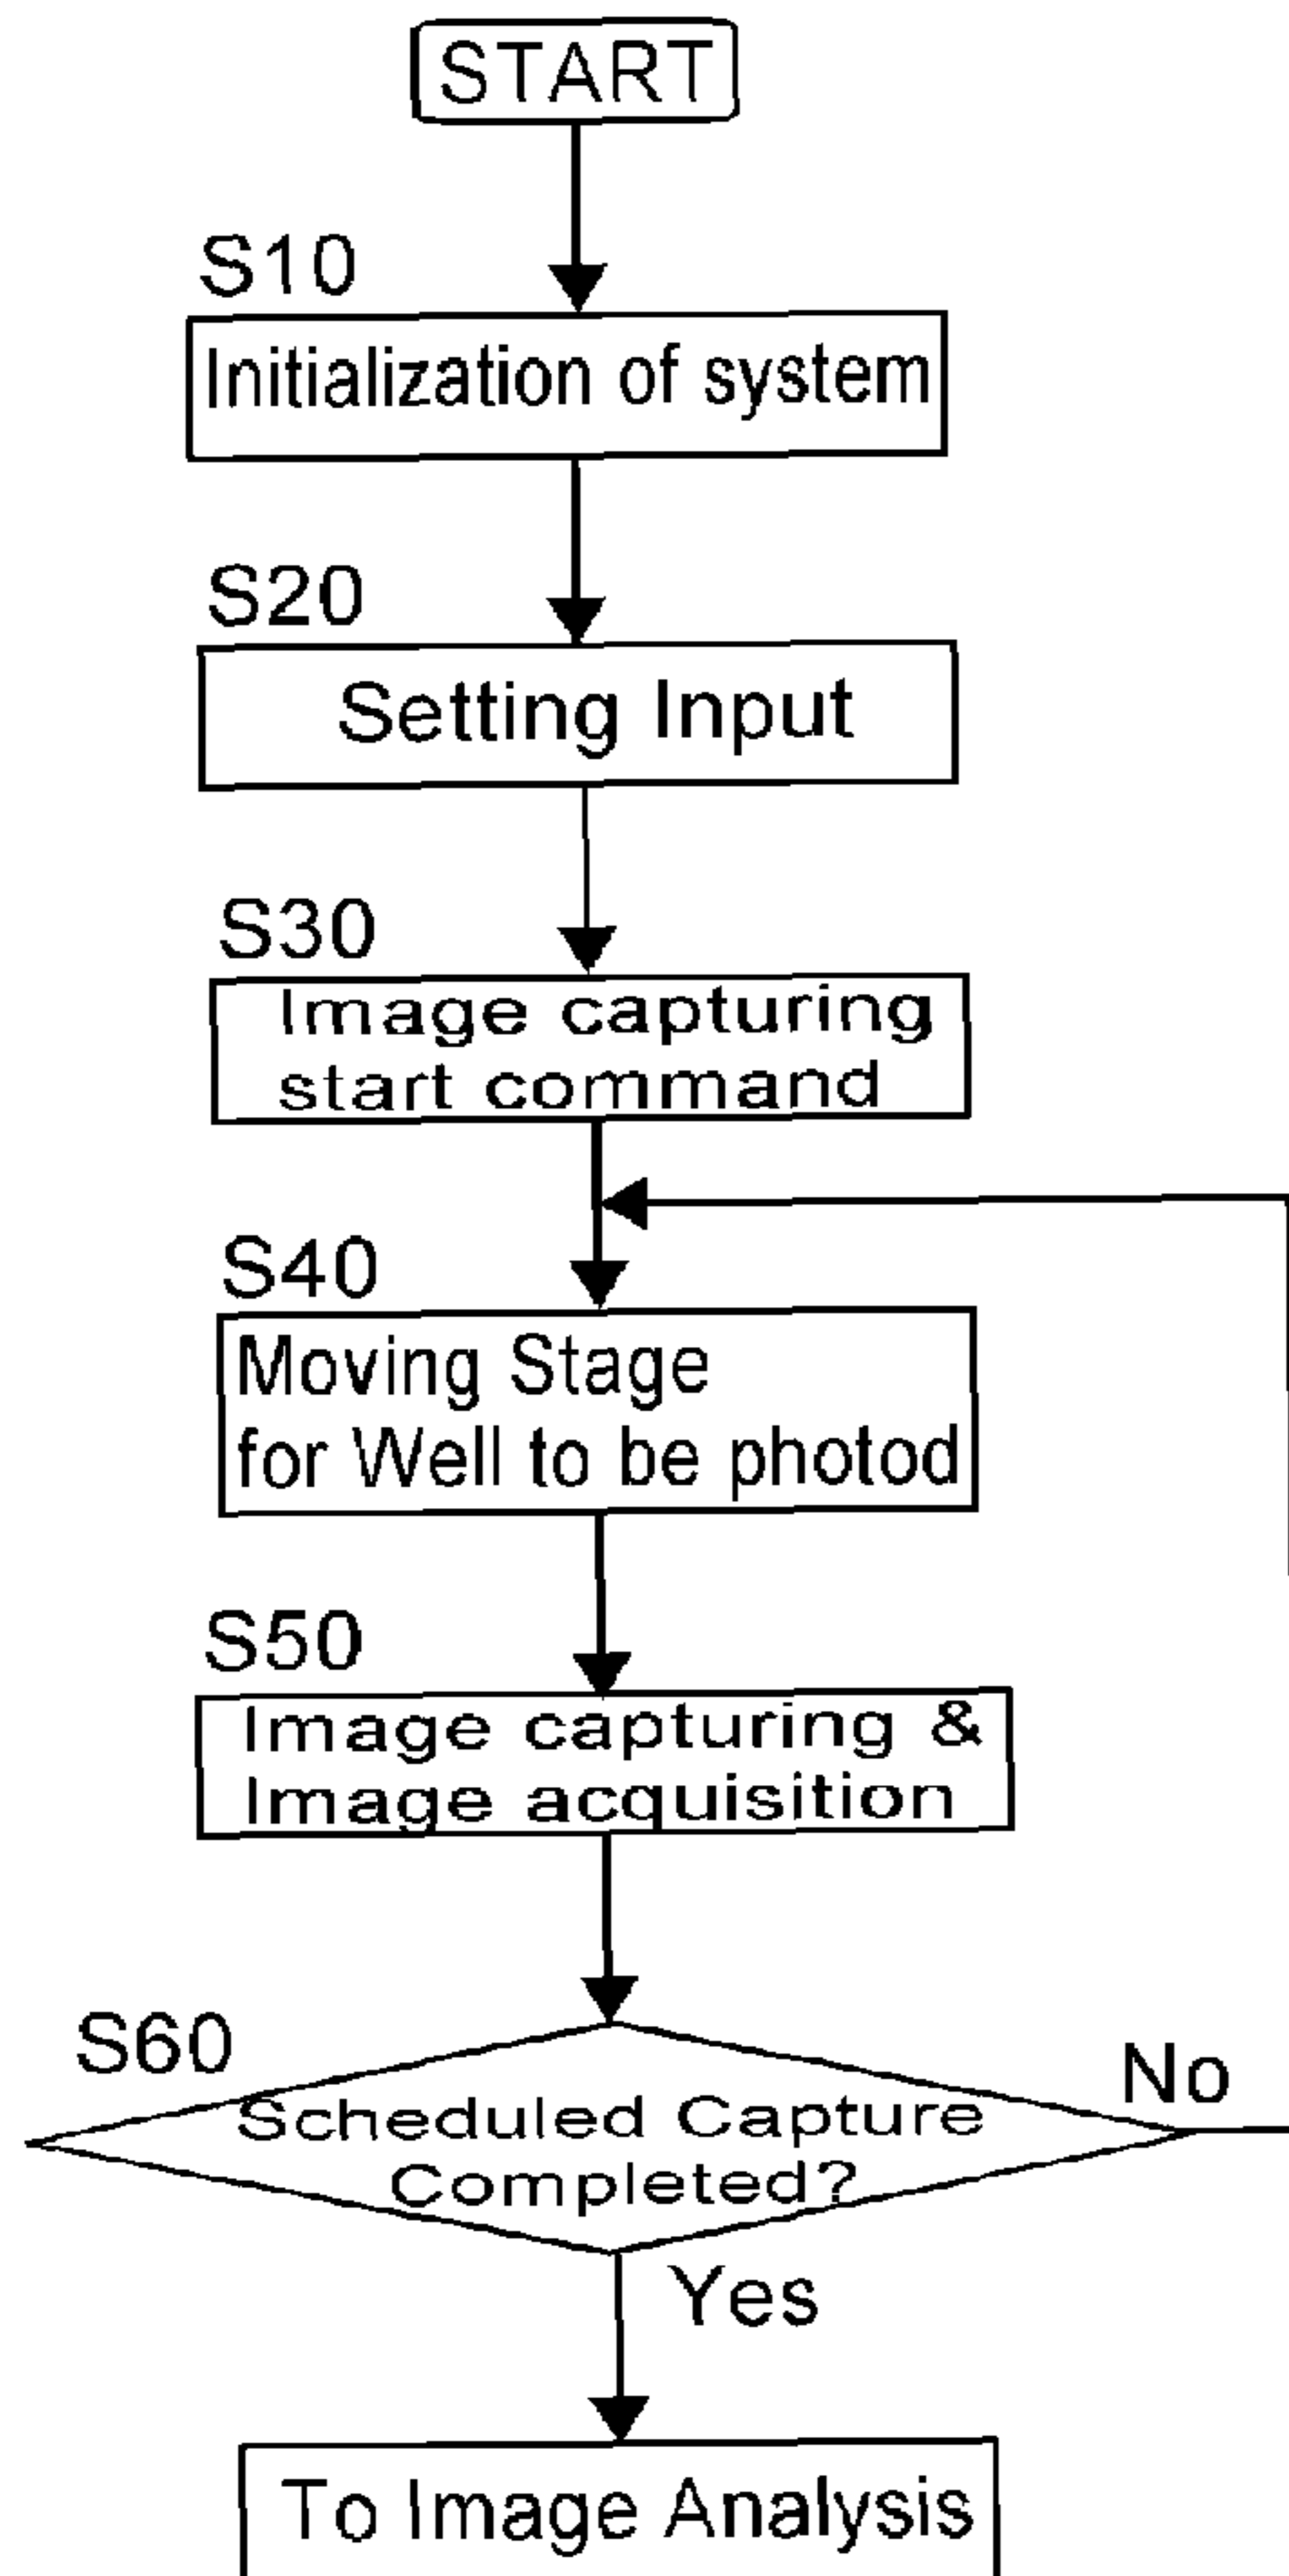 START
S10
Initialization of system
S20
Setting Input
S30
Image capturing
start command
S40
Moving Stage
for Well to be photod
S50
Image capturing &
Image acquisition
S60
Scheduled Capture
Completed?
No
Yes
To Image Analysis